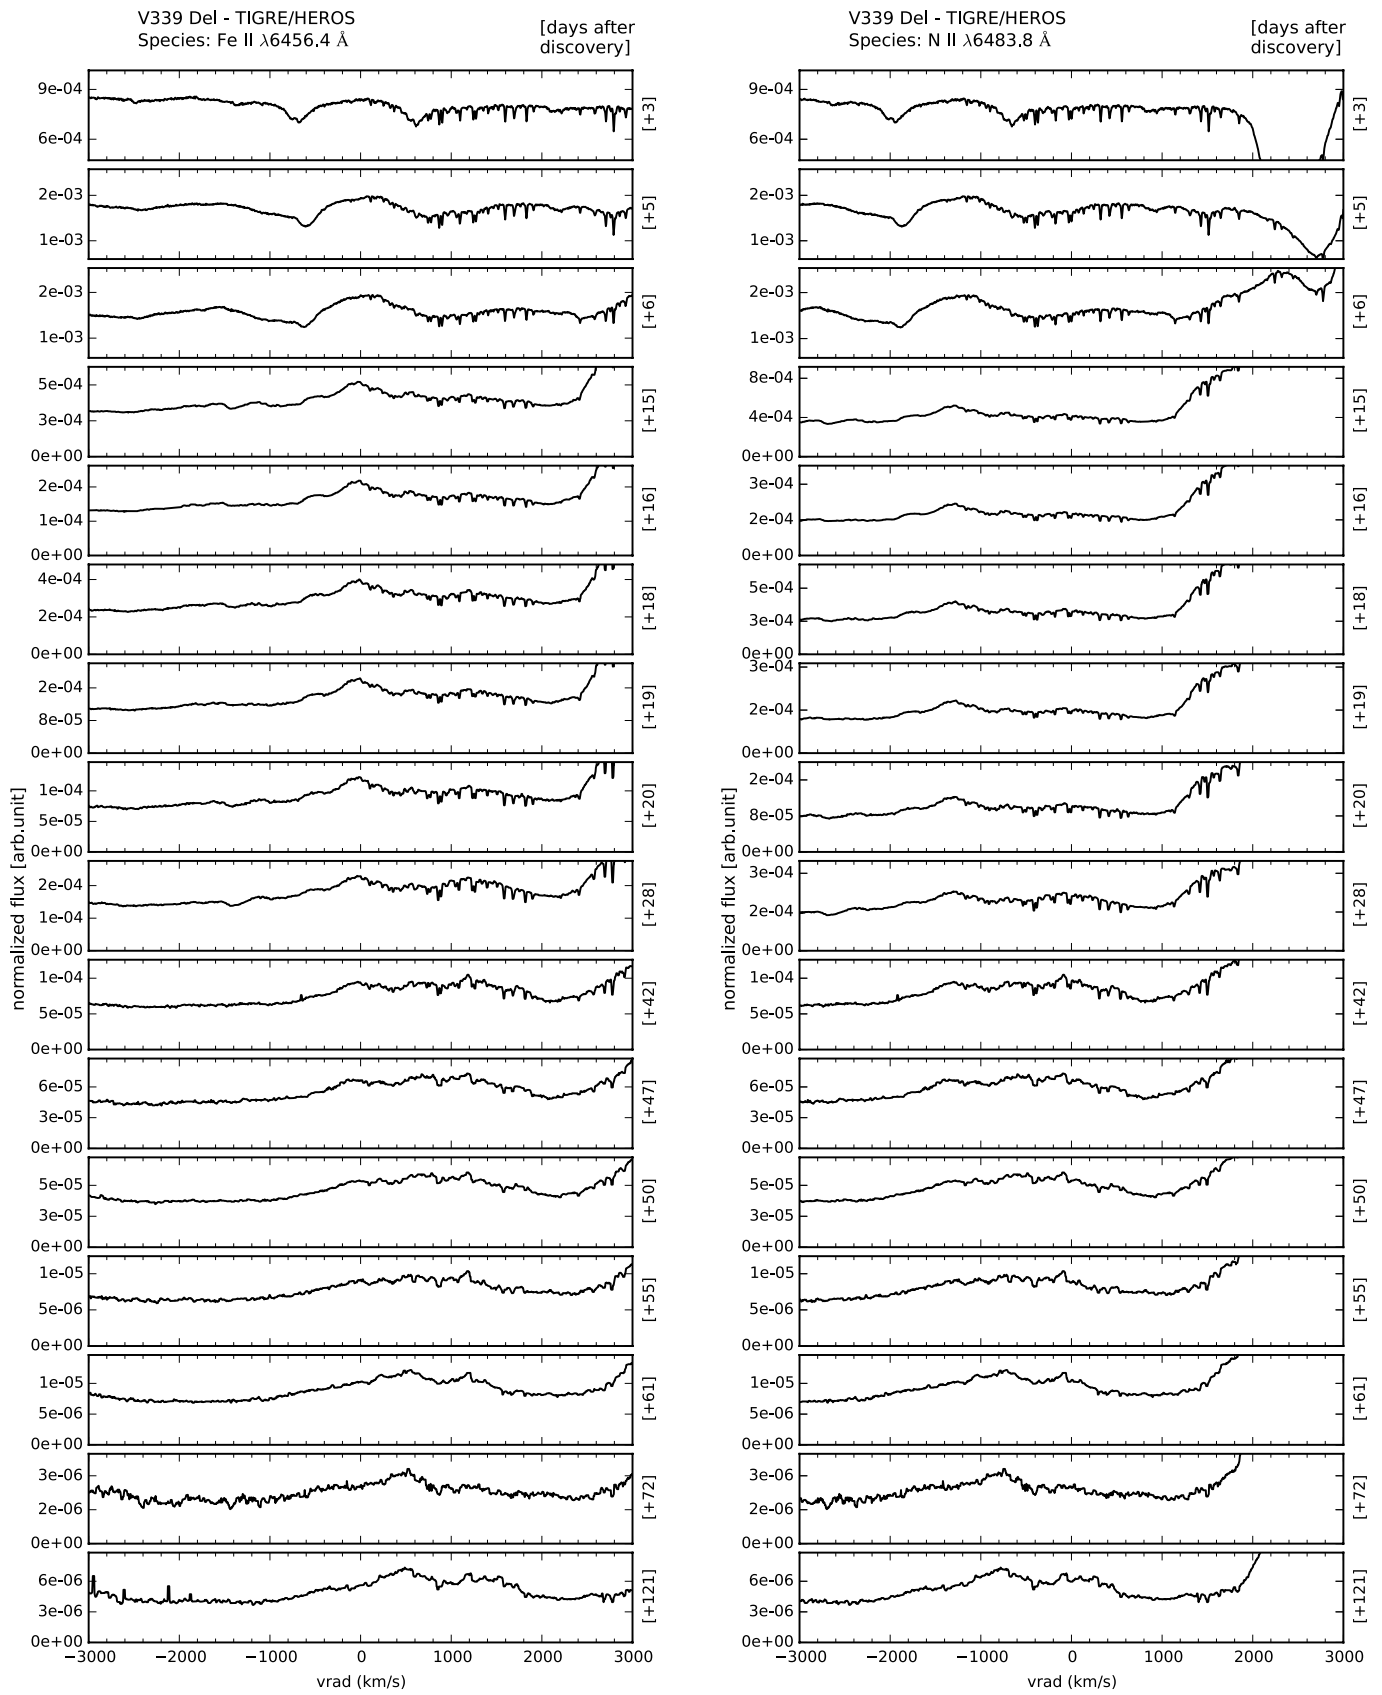 V339 Del - TIGRE/HEROS
Species: Fe II λ6456.4 Å
[days after
discovery]
9e-04
6e-04
[+3]
2e-03
1e-03
[+5]
2e-03
1e-03
[+6]
5e-04
3e-04
0e+00
[+15]
2e-04
1e-04
0e+00
[+16]
4e-04
2e-04
0e+00
[+18]
2e-04
8e-05
0e+00
[+19]
1e-04
5e-05
0e+00
[+20]
2e-04
1e-04
0e+00
[+28]
1e-04
5e-05
0e+00
[+42]
6e-05
3e-05
0e+00
[+47]
5e-05
3e-05
0e+00
[+50]
1e-05
5e-06
0e+00
[+55]
1e-05
5e-06
0e+00
[+61]
3e-06
2e-06
0e+00
[+72]
6e-06
3e-06
0e+00
[+121]
normalized flux [arb.unit]
−3000 −2000 −1000 0 1000 2000 3000
vrad (km/s)
V339 Del - TIGRE/HEROS
Species: N II λ6483.8 Å
[days after
discovery]
9e-04
6e-04
[+3]
2e-03
1e-03
[+5]
2e-03
1e-03
[+6]
8e-04
4e-04
0e+00
[+15]
3e-04
2e-04
0e+00
[+16]
5e-04
3e-04
0e+00
[+18]
3e-04
2e-04
0e+00
[+19]
2e-04
8e-05
0e+00
[+20]
3e-04
2e-04
0e+00
[+28]
1e-04
5e-05
0e+00
[+42]
6e-05
3e-05
0e+00
[+47]
5e-05
3e-05
0e+00
[+50]
1e-05
5e-06
0e+00
[+55]
1e-05
5e-06
0e+00
[+61]
3e-06
2e-06
0e+00
[+72]
6e-06
3e-06
0e+00
[+121]
normalized flux [arb.unit]
−3000 −2000 −1000 0 1000 2000 3000
vrad (km/s)